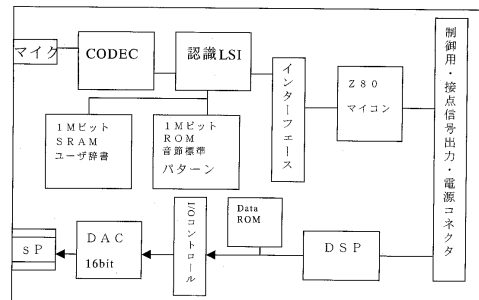 マイク
CODEC
認識LSI
インターフェース
Z80
マイコン
制御用・接点信号出力・電源コネクタ
1Mビット
SRAM
ユーザ辞書
1Mビット
ROM
音節標準
パターン
SP
DAC
16bit
I/Oコントロール
Data
ROM
DSP